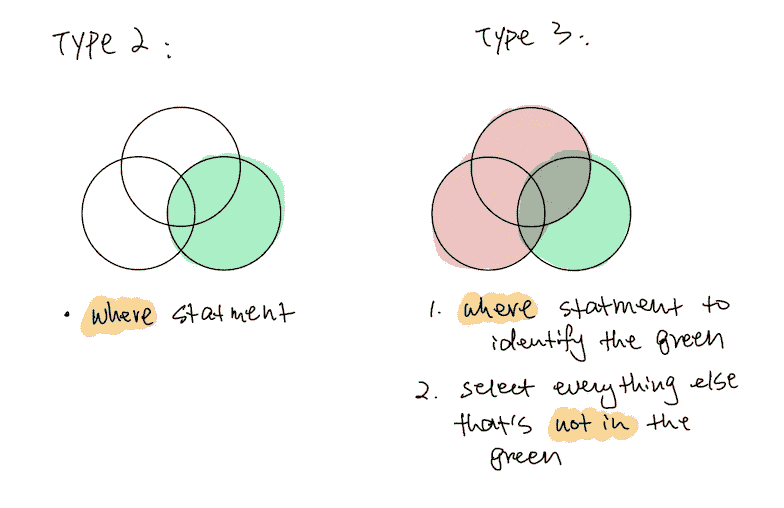 Type 2:
• where statment
Type 3:
1. where statment to
identify the green
2. select everything else
that's not in the
green